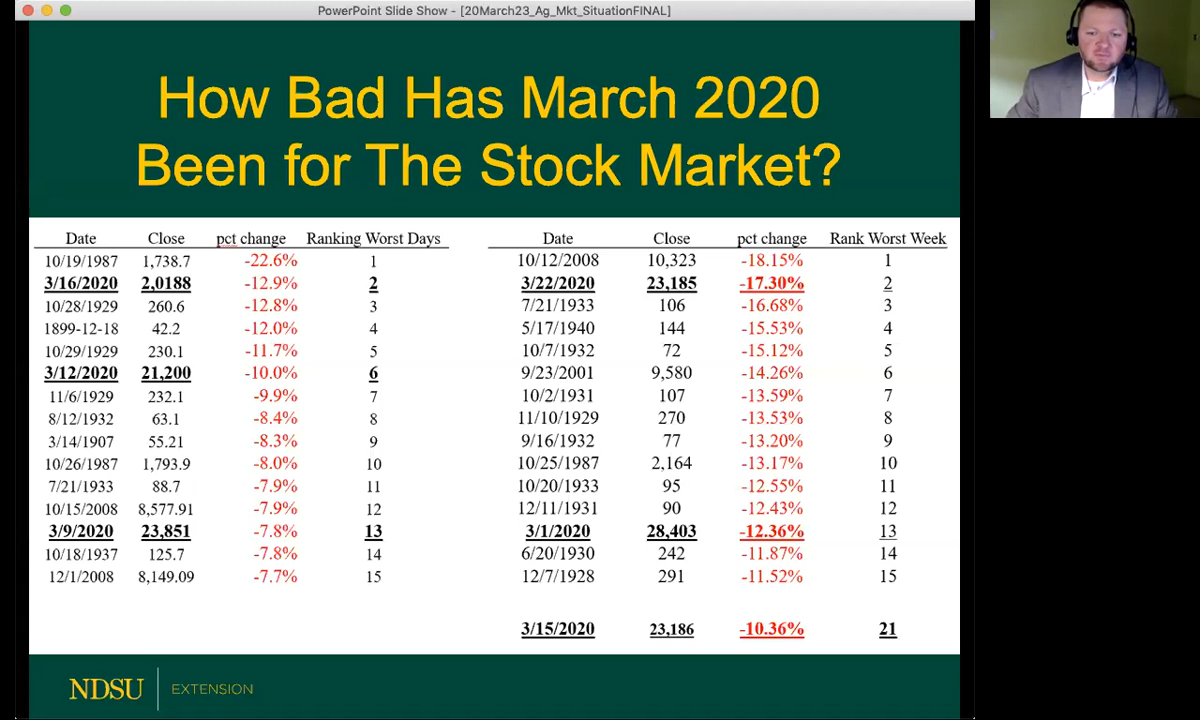 PowerPoint Slide Show - [20March23_Ag_Mkt_SituationFINAL]
How Bad Has March 2020
Been for The Stock Market?
Date Close pct change Ranking Worst Days
10/19/1987 1,738.7 -22.6% 1
3/16/2020 2,0188 -12.9% 2
10/28/1929 260.6 -12.8% 3
1899-12-18 42.2 -12.0% 4
10/29/1929 230.1 -11.7% 5
3/12/2020 21,200 -10.0% 6
11/6/1929 232.1 -9.9% 7
8/12/1932 63.1 -8.4% 8
3/14/1907 55.21 -8.3% 9
10/26/1987 1,793.9 -8.0% 10
7/21/1933 88.7 -7.9% 11
10/15/2008 8,577.91 -7.9% 12
3/9/2020 23,851 -7.8% 13
10/18/1937 125.7 -7.8% 14
12/1/2008 8,149.09 -7.7% 15
Date Close pct change Rank Worst Week
10/12/2008 10,323 -18.15% 1
3/22/2020 23,185 -17.30% 2
7/21/1933 106 -16.68% 3
5/17/1940 144 -15.53% 4
10/7/1932 72 -15.12% 5
9/23/2001 9,580 -14.26% 6
10/2/1931 107 -13.59% 7
11/10/1929 270 -13.53% 8
9/16/1932 77 -13.20% 9
10/25/1987 2,164 -13.17% 10
10/20/1933 95 -12.55% 11
12/11/1931 90 -12.43% 12
3/1/2020 28,403 -12.36% 13
6/20/1930 242 -11.87% 14
12/7/1928 291 -11.52% 15
3/15/2020 23,186 -10.36% 21
NDSU EXTENSION